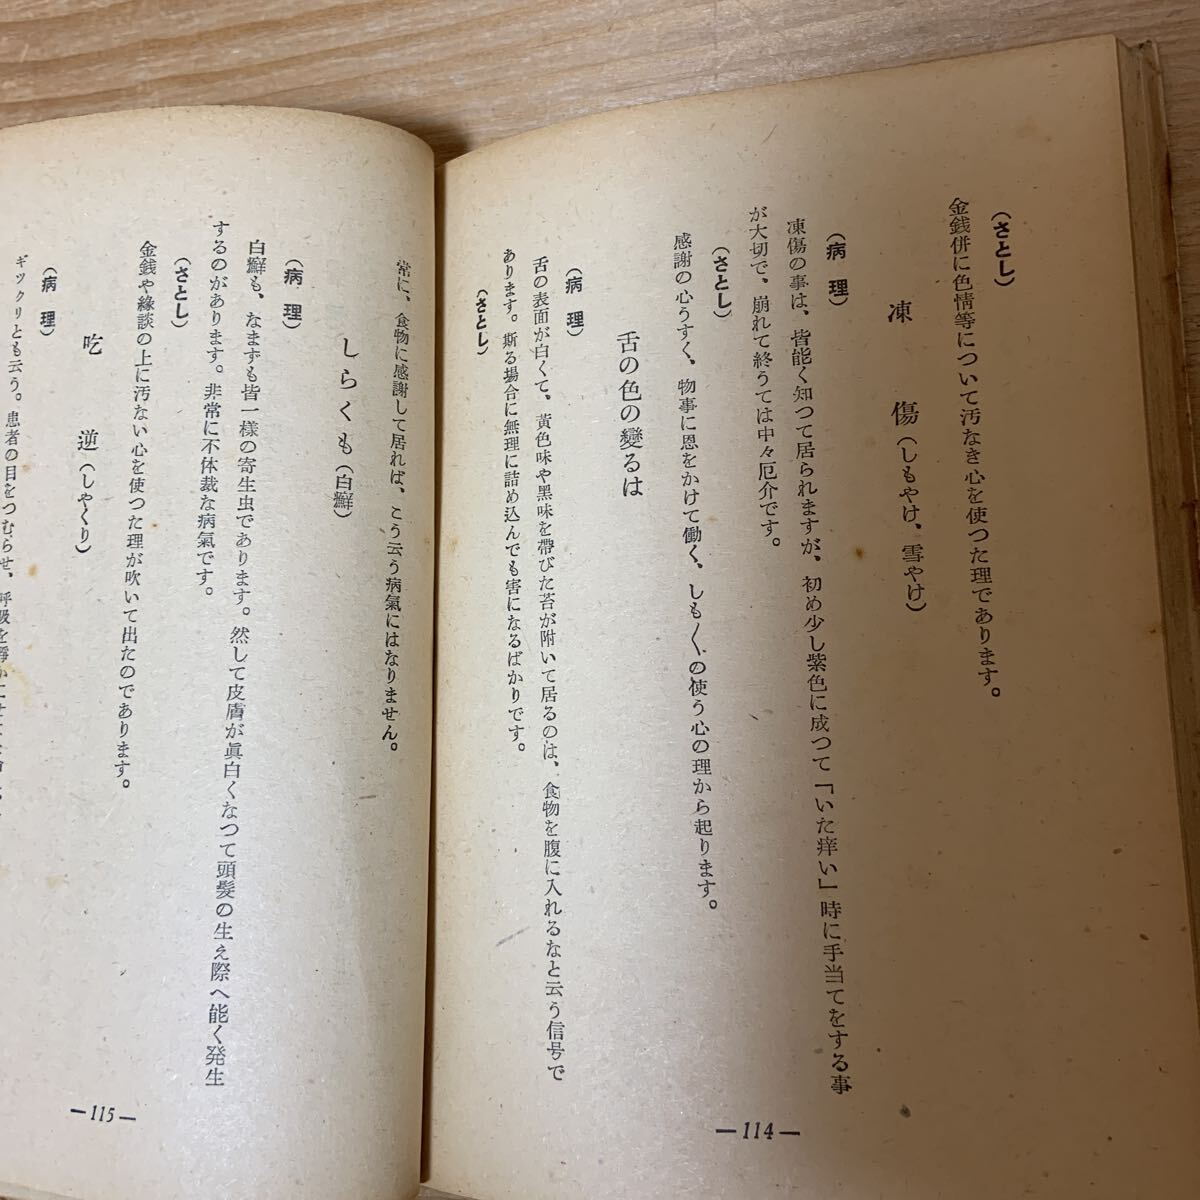 (さとし)
金銭併に色情等について汚なき心を使つた理であります。
凍傷(しもやけ、雪やけ)
(病理)
凍傷の事は、皆能く知つて居られますが、初め少し紫色に成つて「いた痒い」時に手当てをする事
が大切で、崩れて終うては中々厄介です。
(さとし)
感謝の心うすく、物事に恩をかけて働く、しも〳〵の使う心の理から起ります。
舌の色の變るは
(病理)
舌の表面が白くて、黄色味や黒味を帶びた苔が附いて居るのは、食物を腹に入れるなと云う信号で
あります。斯る場合に無理に詰め込んでも害になるばかりです。
(さとし)
―114―
常に、食物に感謝して居れば、こう云う病氣にはなりません。
しらくも(白癬)
(病理)
白癬も、なまずも皆一様の寄生虫であります。然して皮膚が眞白くなつて頭髪の生え際へ能く発生
するのがあります。非常に不体裁な病氣です。
(さとし)
金銭や緣談の上に汚ない心を使つた理が吹いて出たのであります。
吃逆(しやくり)
(病理)
ギツクリとも云う。患者の目をつむらせ、呼吸を靜かに
―115―